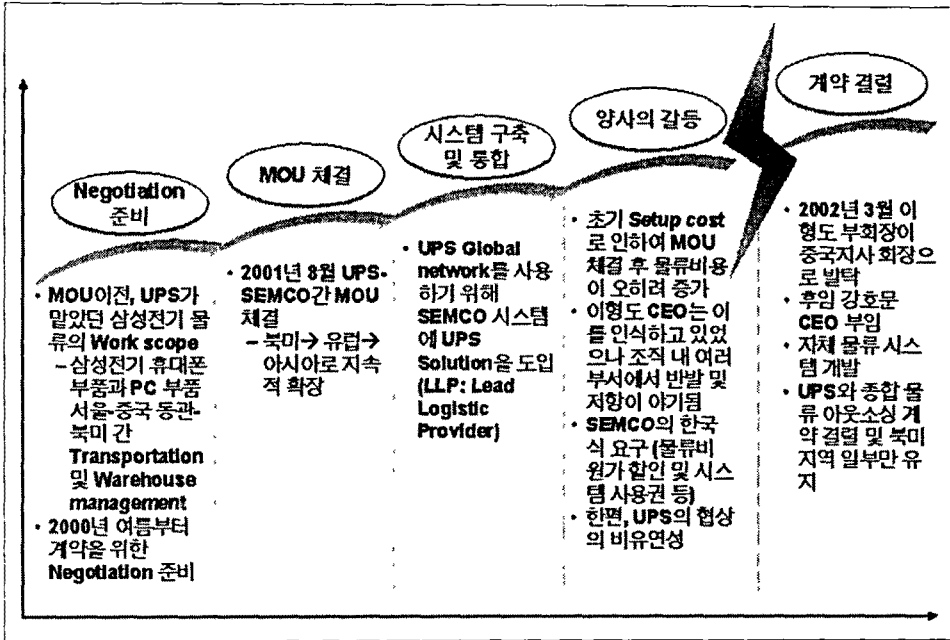 Negotiation
준비
• MOU이전, UPS가
맡았던 삼성전기 물
류의 Work scope
– 삼성전기 휴대폰
부품과 PC 부품
서울-중국 동관-
북미 간
Transportation
및 Warehouse
management
• 2000년 여름부터
계약을 위한
Negotiation 준비
MOU 체결
• 2001년 8월 UPS-
SEMCO간 MOU
체결
– 북미→ 유럽→
아시아로 지속
적 확장
시스템 구축
및 통합
• UPS Global
network를 사용
하기 위해
SEMCO 시스템
에 UPS
Solution을 도입
(LLP: Lead
Logistic
Provider)
양사의 갈등
• 초기 Setup cost
로 인하여 MOU
체결 후 물류비용
이 오히려 증가
• 이형도 CEO는 이
를 인식하고 있었
으나 조직 내 여러
부서에서 반발 및
저항이 야기됨
• SEMCO의 한국
식 요구 (물류비
원가 할인 및 시스
템 사용권 등)
• 한편, UPS의 협상
의 비유연성
계약 결렬
• 2002년 3월 이
형도 부회장이
중국지사 회장으
로 발탁
• 후임 강호문
CEO 부임
• 자체 물류 시스
템 개발
• UPS와 종합 물
류 아웃소싱 계
약 결렬 및 북미
지역 일부만 유
지